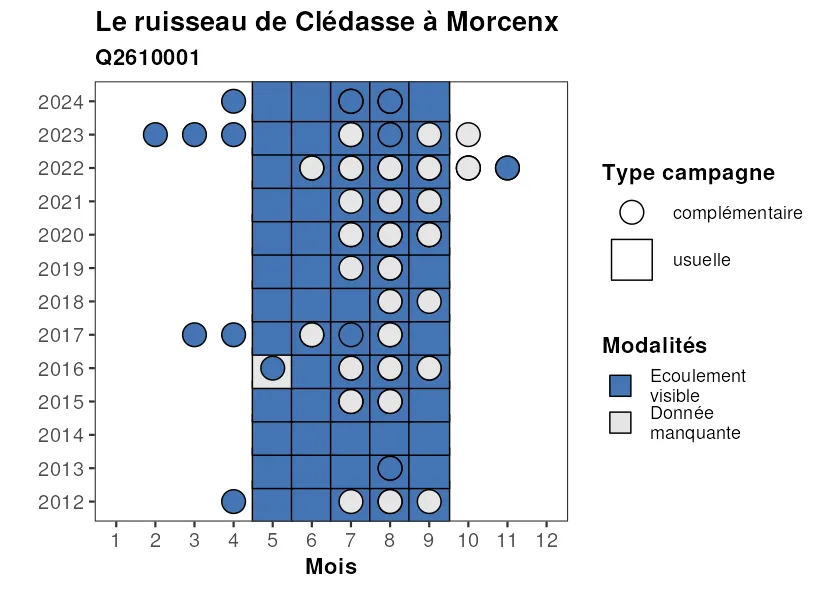 Le ruisseau de Clédasse à Morcenx
Q2610001
2024
2023
2022
2021
2020
2019
2018
2017
2016
2015
2014
2013
2012
1 2 3 4 5 6 7 8 9 10 11 12
Mois
Type campagne
complémentaire
usuelle
Modalités
Ecoulement
visible
Donnée
manquante